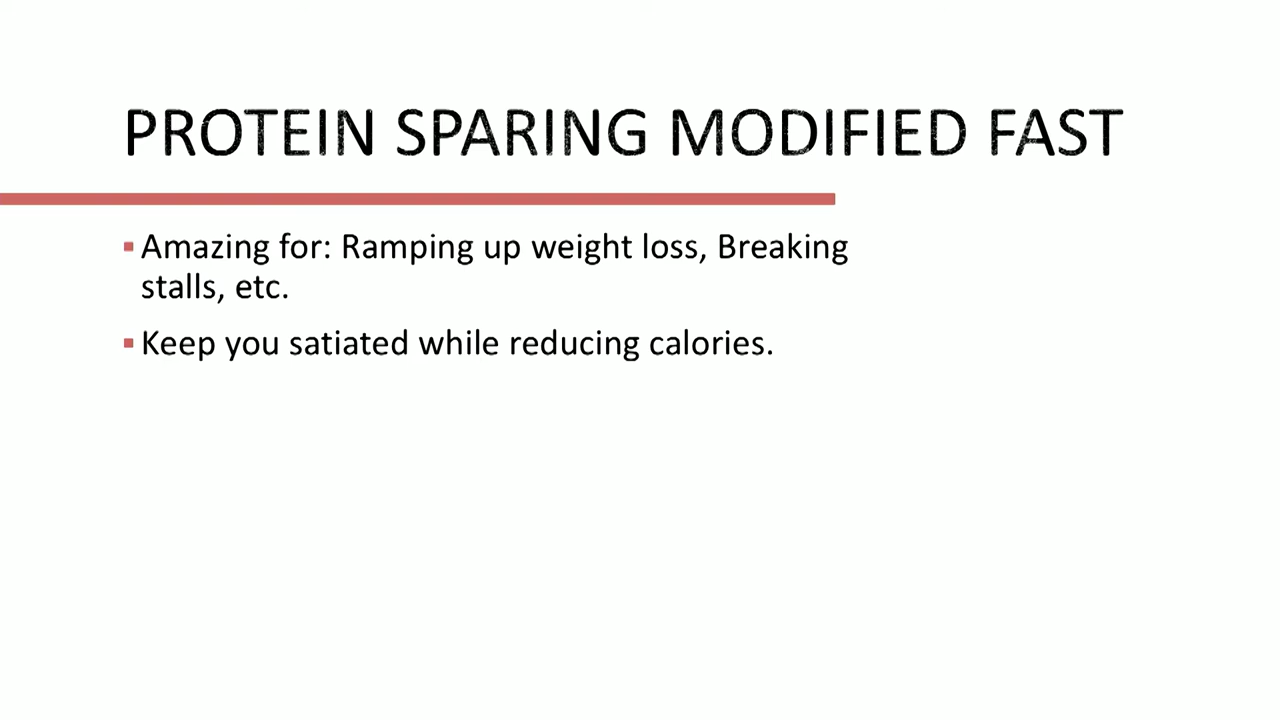 PROTEIN SPARING MODIFIED FAST
▪ Amazing for: Ramping up weight loss, Breaking
stalls, etc.
▪ Keep you satiated while reducing calories.